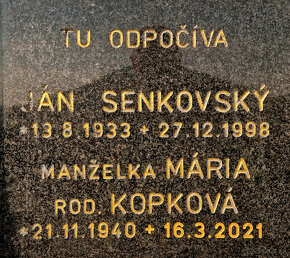 TU ODPOČÍVA
JÁN SENKOVSKÝ
*13.8.1933 + 27.12.1998
MANŽELKA MÁRIA
ROD. KOPKOVÁ
*21.11.1940 + 16.3.2021